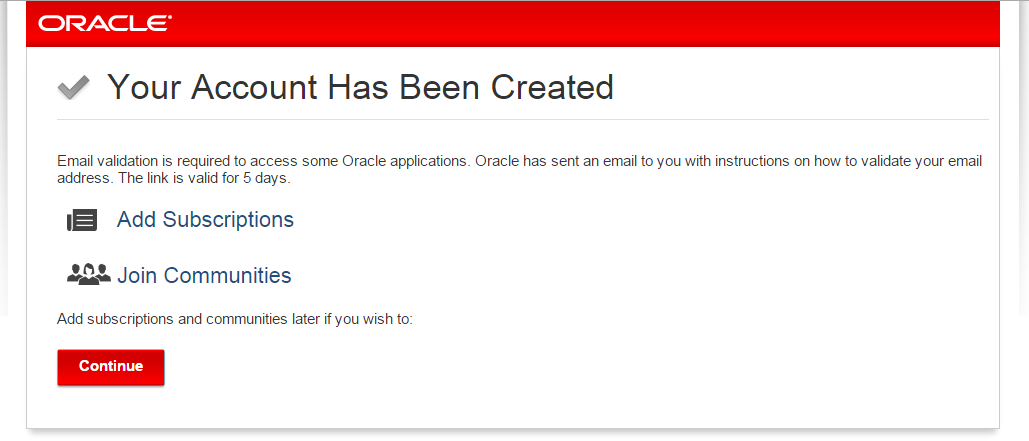 ORACLE®
Your Account Has Been Created
Email validation is required to access some Oracle applications. Oracle has sent an email to you with instructions on how to validate your email
address. The link is valid for 5 days.
Add Subscriptions
Join Communities
Add subscriptions and communities later if you wish to:
Continue